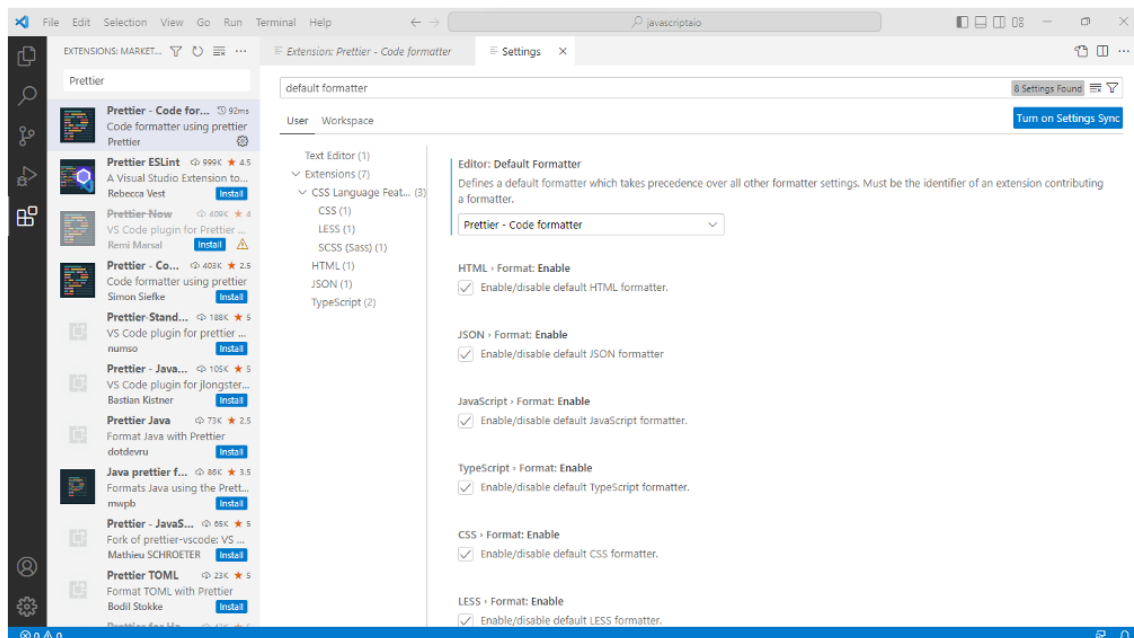 File Edit Selection View Go Run Terminal Help
javascriptaio
EXTENSIONS: MARKET...
Extension: Prettier - Code formatter
Settings
Prettier
Prettier - Code for... 92ms
Code formatter using prettier
Prettier
Prettier ESLint 999K ★ 4.5
A Visual Studio Extension to...
Rebecca Vest Install
Prettier Now 409K ★ 4
VS Code plugin for Prettier ...
Remi Marsal Install
Prettier - Co... 403K ★ 2.5
Code formatter using prettier
Simon Siefke Install
Prettier-Stand... 188K ★ 5
VS Code plugin for prettier ...
numso Install
Prettier - Java... 105K ★ 5
VS Code plugin for jlongster...
Bastian Kistner Install
Prettier Java 73K ★ 2.5
Format Java with Prettier
dotdevru Install
Java prettier f... 86K ★ 3.5
Formats Java using the Prett...
mwpb Install
Prettier - JavaS... 65K ★ 5
Fork of prettier-vscode: VS ...
Mathieu SCHROETER Install
Prettier TOML 23K ★ 5
Format TOML with Prettier
Bodil Stokke Install
default formatter
8 Settings Found
User Workspace
Turn on Settings Sync
Text Editor (1)
Extensions (7)
CSS Language Feat... (3)
CSS (1)
LESS (1)
SCSS (Sass) (1)
HTML (1)
JSON (1)
TypeScript (2)
Editor: Default Formatter
Defines a default formatter which takes precedence over all other formatter settings. Must be the identifier of an extension contributing
a formatter.
Prettier - Code formatter
HTML › Format: Enable
Enable/disable default HTML formatter.
JSON › Format: Enable
Enable/disable default JSON formatter
JavaScript › Format: Enable
Enable/disable default JavaScript formatter.
TypeScript › Format: Enable
Enable/disable default TypeScript formatter.
CSS › Format: Enable
Enable/disable default CSS formatter.
LESS › Format: Enable
Enable/disable default LESS formatter.
0 0